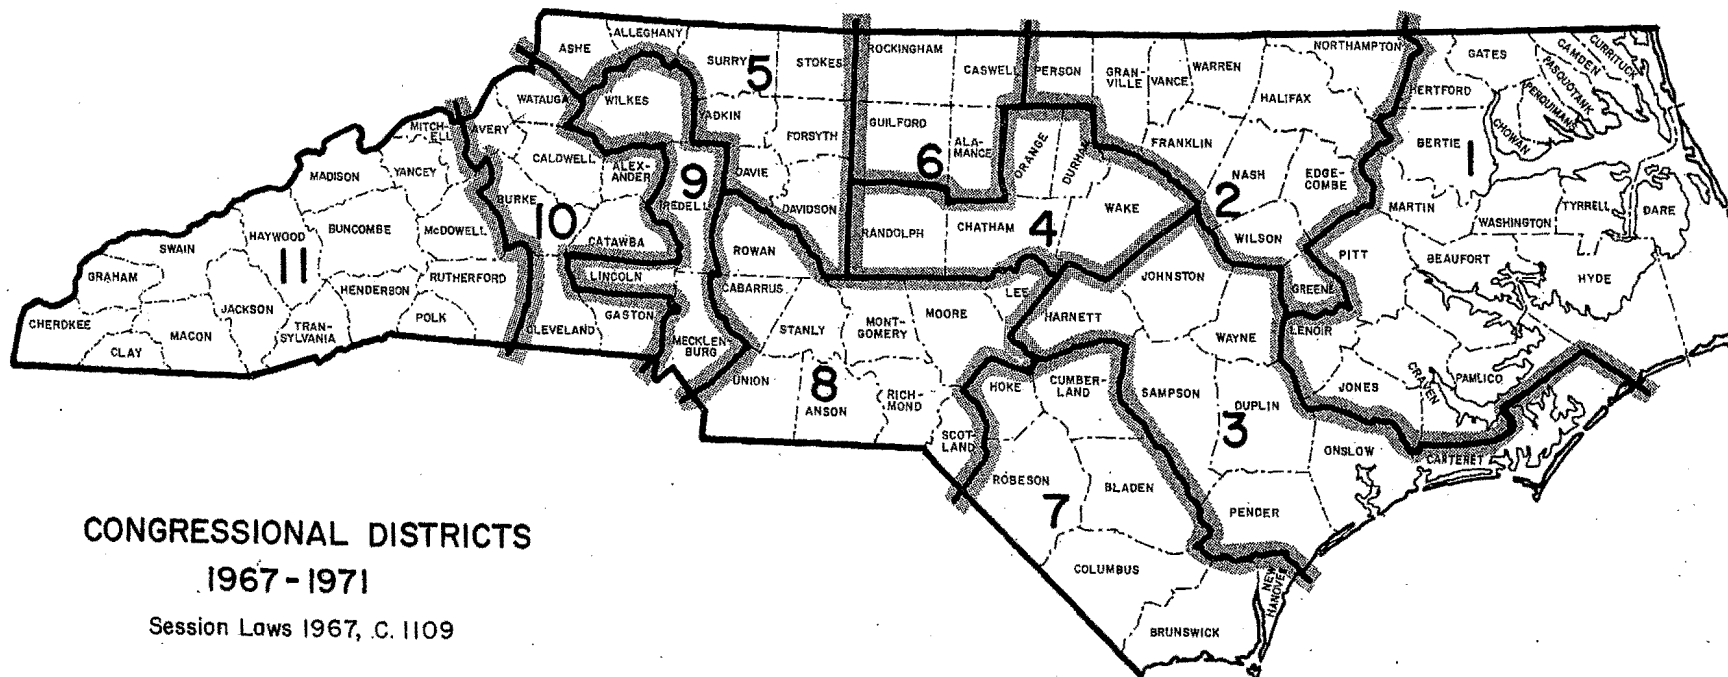 ASHE
ALLEGHANY
SURRY
STOKES
ROCKINGHAM
CASWELL
PERSON
GRAN-
VILLE
VANCE
WARREN
NORTHAMPTON
GATES
CAMDEN
CURRITUCK
PASQUOTANK
PERQUIMANS
CHOWAN
HERTFORD
HALIFAX
5
WATAUGA
WILKES
YADKIN
FORSYTH
GUILFORD
ALA-
MANCE
ORANGE
DURHAM
FRANKLIN
BERTIE
1
MITCH-
ELL
AVERY
CALDWELL
ALEX-
ANDER
9
DAVIE
6
NASH
EDGE-
COMBE
MADISON
YANCEY
BURKE
IREDELL
DAVIDSON
2
MARTIN
WASHINGTON
TYRRELL
DARE
10
CATAWBA
ROWAN
RANDOLPH
CHATHAM
4
WAKE
WILSON
PITT
BEAUFORT
HYDE
SWAIN
HAYWOOD
BUNCOMBE
McDOWELL
GRAHAM
11
RUTHERFORD
LINCOLN
CABARRUS
LEE
JOHNSTON
GREENE
HENDERSON
GASTON
MOORE
HARNETT
LENOIR
CHEROKEE
JACKSON
POLK
CLEVELAND
STANLY
MONT-
GOMERY
WAYNE
MACON
TRAN-
SYLVANIA
MECKLEN-
BURG
CLAY
UNION
8
ANSON
RICH-
MOND
HOKE
CUMBER-
LAND
SAMPSON
DUPLIN
3
JONES
CRAVEN
PAMLICO
SCOT-
LAND
ONSLOW
CARTERET
ROBESON
7
BLADEN
PENDER
COLUMBUS
NEW
HANOVER
BRUNSWICK
CONGRESSIONAL DISTRICTS
1967-1971
Session Laws 1967, C. 1109